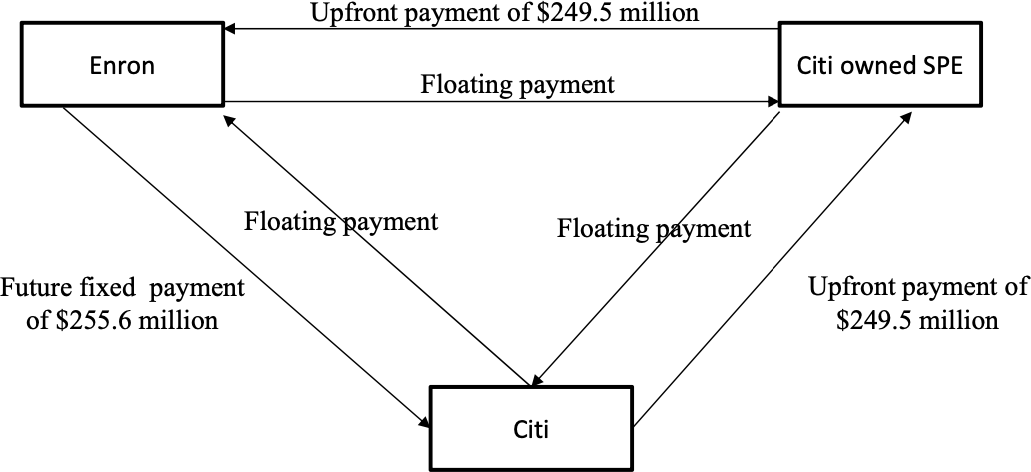 Upfront payment of $249.5 million
Enron
Citi owned SPE
Floating payment
Floating payment
Floating payment
Future fixed payment
of $255.6 million
Upfront payment of
$249.5 million
Citi